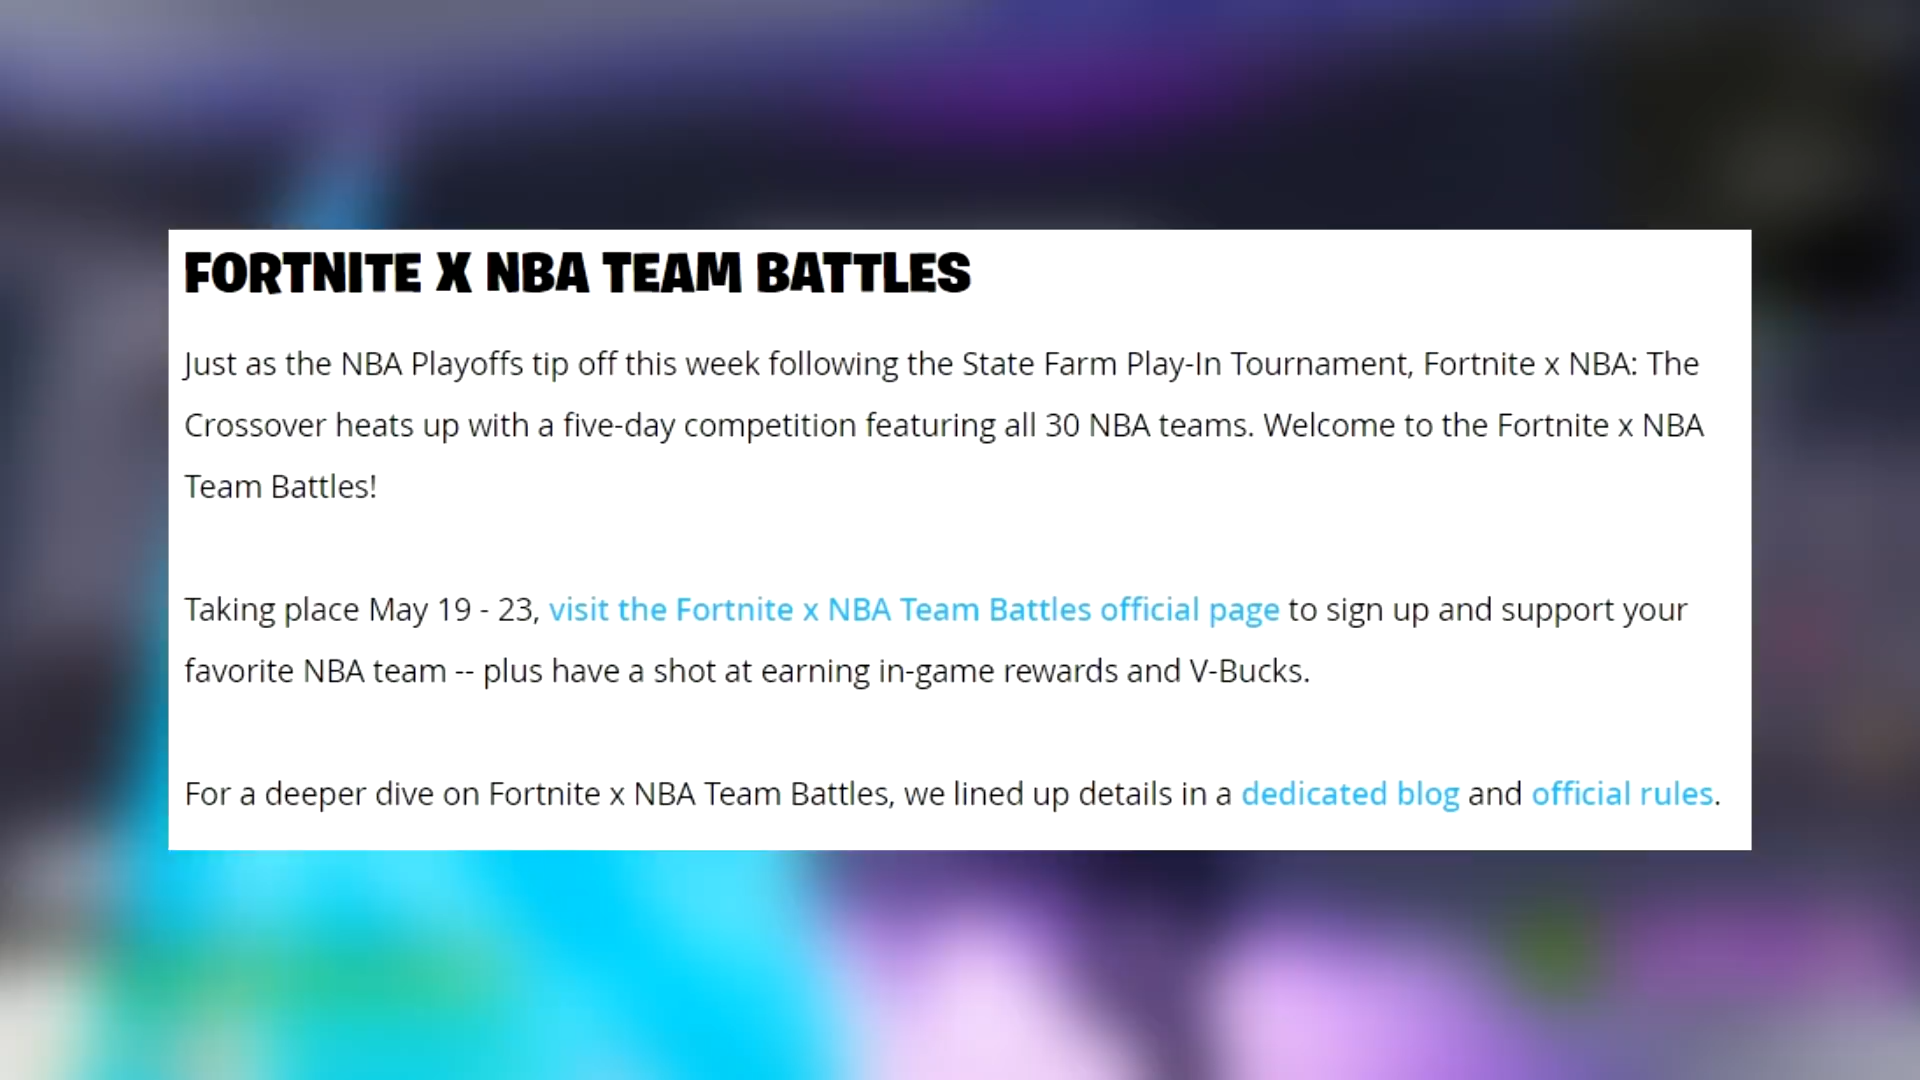 FORTNITE X NBA TEAM BATTLES
Just as the NBA Playoffs tip off this week following the State Farm Play-In Tournament, Fortnite x NBA: The
Crossover heats up with a five-day competition featuring all 30 NBA teams. Welcome to the Fortnite x NBA
Team Battles!
Taking place May 19 - 23, visit the Fortnite x NBA Team Battles official page to sign up and support your
favorite NBA team -- plus have a shot at earning in-game rewards and V-Bucks.
For a deeper dive on Fortnite x NBA Team Battles, we lined up details in a dedicated blog and official rules.